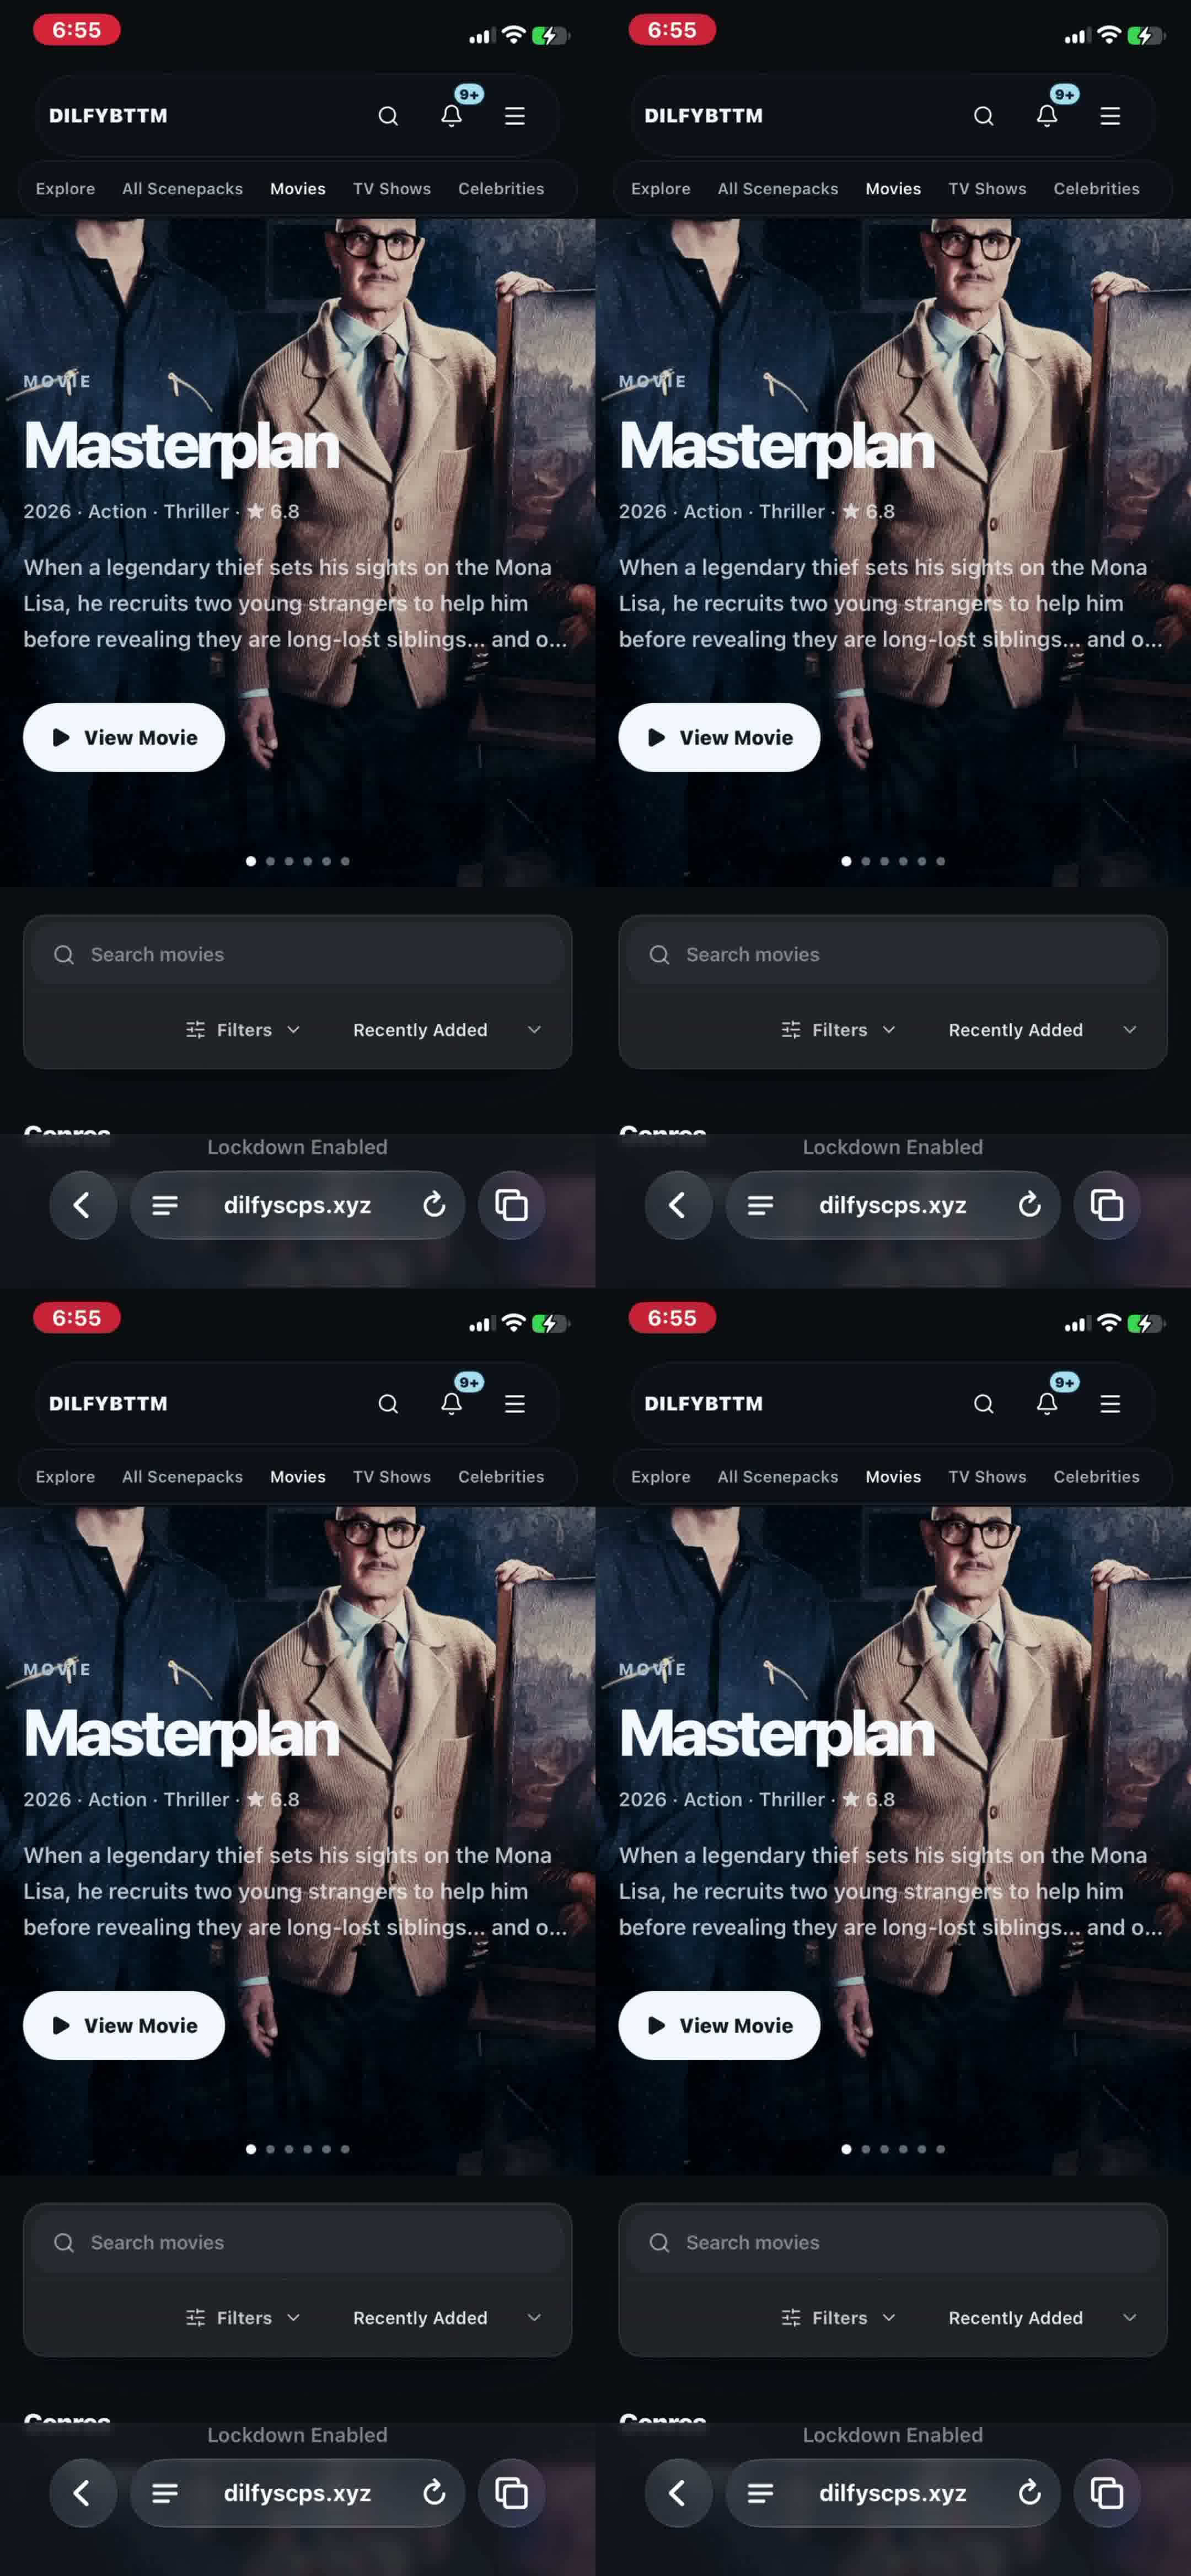 6:55
9+
DILFYBTTM
Explore All Scenepacks Movies TV Shows Celebrities
MOVIE
Masterplan
2026 · Action · Thriller · ★ 6.8
When a legendary thief sets his sights on the Mona
Lisa, he recruits two young strangers to help him
before revealing they are long-lost siblings... and o...
View Movie
Search movies
Filters Recently Added
Genres
Lockdown Enabled
dilfyscps.xyz
6:55
9+
DILFYBTTM
Explore All Scenepacks Movies TV Shows Celebrities
MOVIE
Masterplan
2026 · Action · Thriller · ★ 6.8
When a legendary thief sets his sights on the Mona
Lisa, he recruits two young strangers to help him
before revealing they are long-lost siblings... and o...
View Movie
Search movies
Filters Recently Added
Genres
Lockdown Enabled
dilfyscps.xyz
6:55
9+
DILFYBTTM
Explore All Scenepacks Movies TV Shows Celebrities
MOVIE
Masterplan
2026 · Action · Thriller · ★ 6.8
When a legendary thief sets his sights on the Mona
Lisa, he recruits two young strangers to help him
before revealing they are long-lost siblings... and o...
View Movie
Search movies
Filters Recently Added
Genres
Lockdown Enabled
dilfyscps.xyz
6:55
9+
DILFYBTTM
Explore All Scenepacks Movies TV Shows Celebrities
MOVIE
Masterplan
2026 · Action · Thriller · ★ 6.8
When a legendary thief sets his sights on the Mona
Lisa, he recruits two young strangers to help him
before revealing they are long-lost siblings... and o...
View Movie
Search movies
Filters Recently Added
Genres
Lockdown Enabled
dilfyscps.xyz